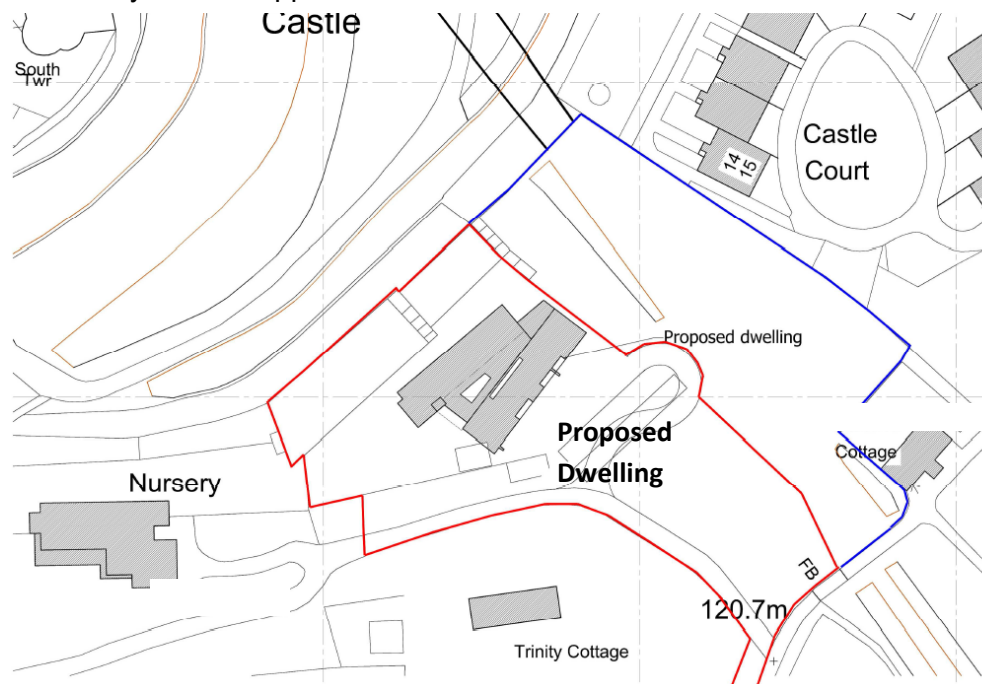 Castle
South
Twr
14
15
Castle
Court
Proposed dwelling
Proposed
Dwelling
Cottage
Nursery
FB
120.7m
Trinity Cottage